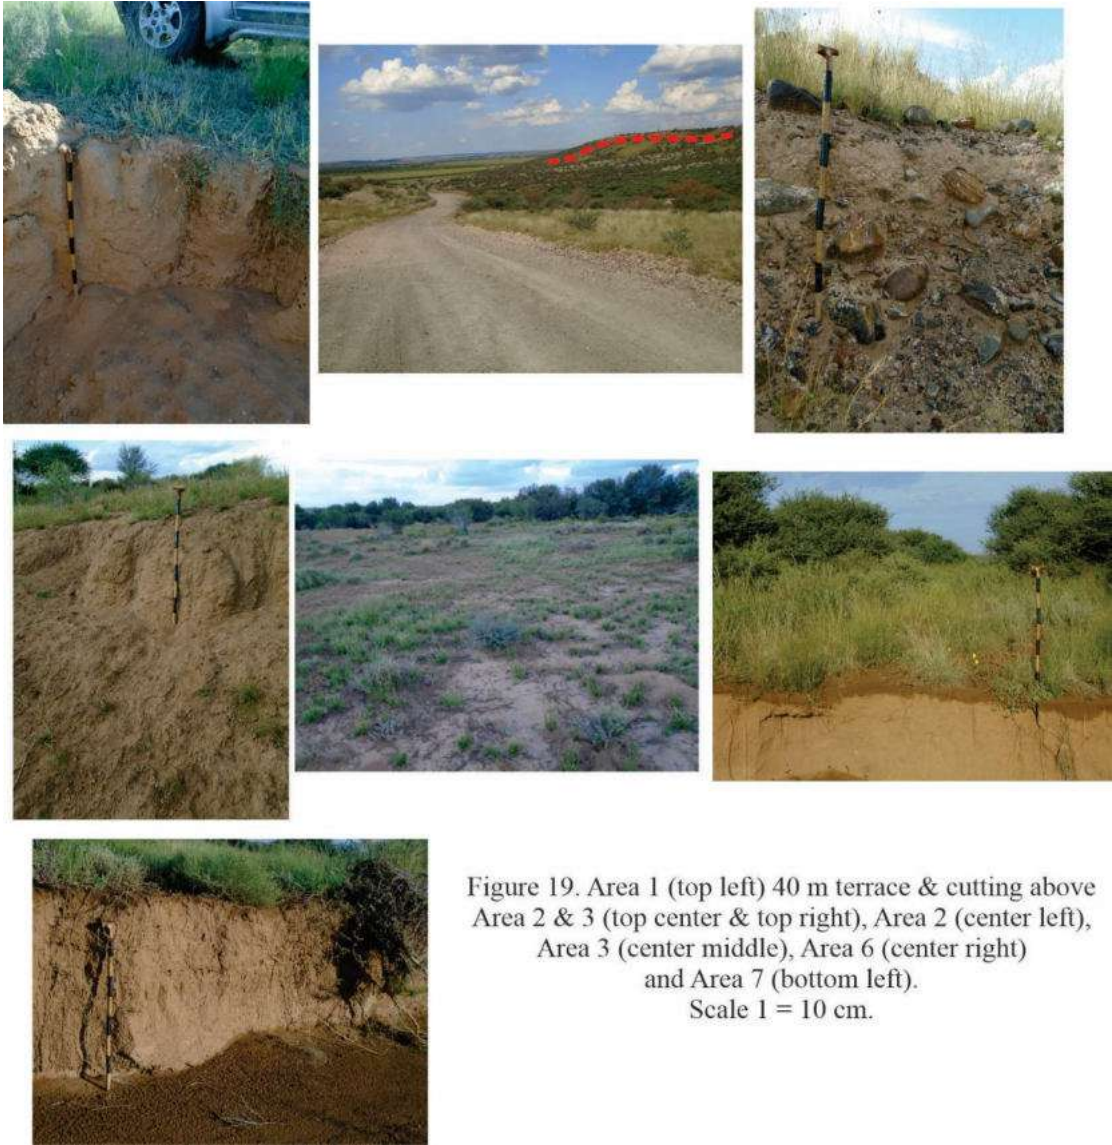 Figure 19. Area 1 (top left) 40 m terrace & cutting above
Area 2 & 3 (top center & top right), Area 2 (center left),
Area 3 (center middle), Area 6 (center right)
and Area 7 (bottom left).
Scale 1 = 10 cm.